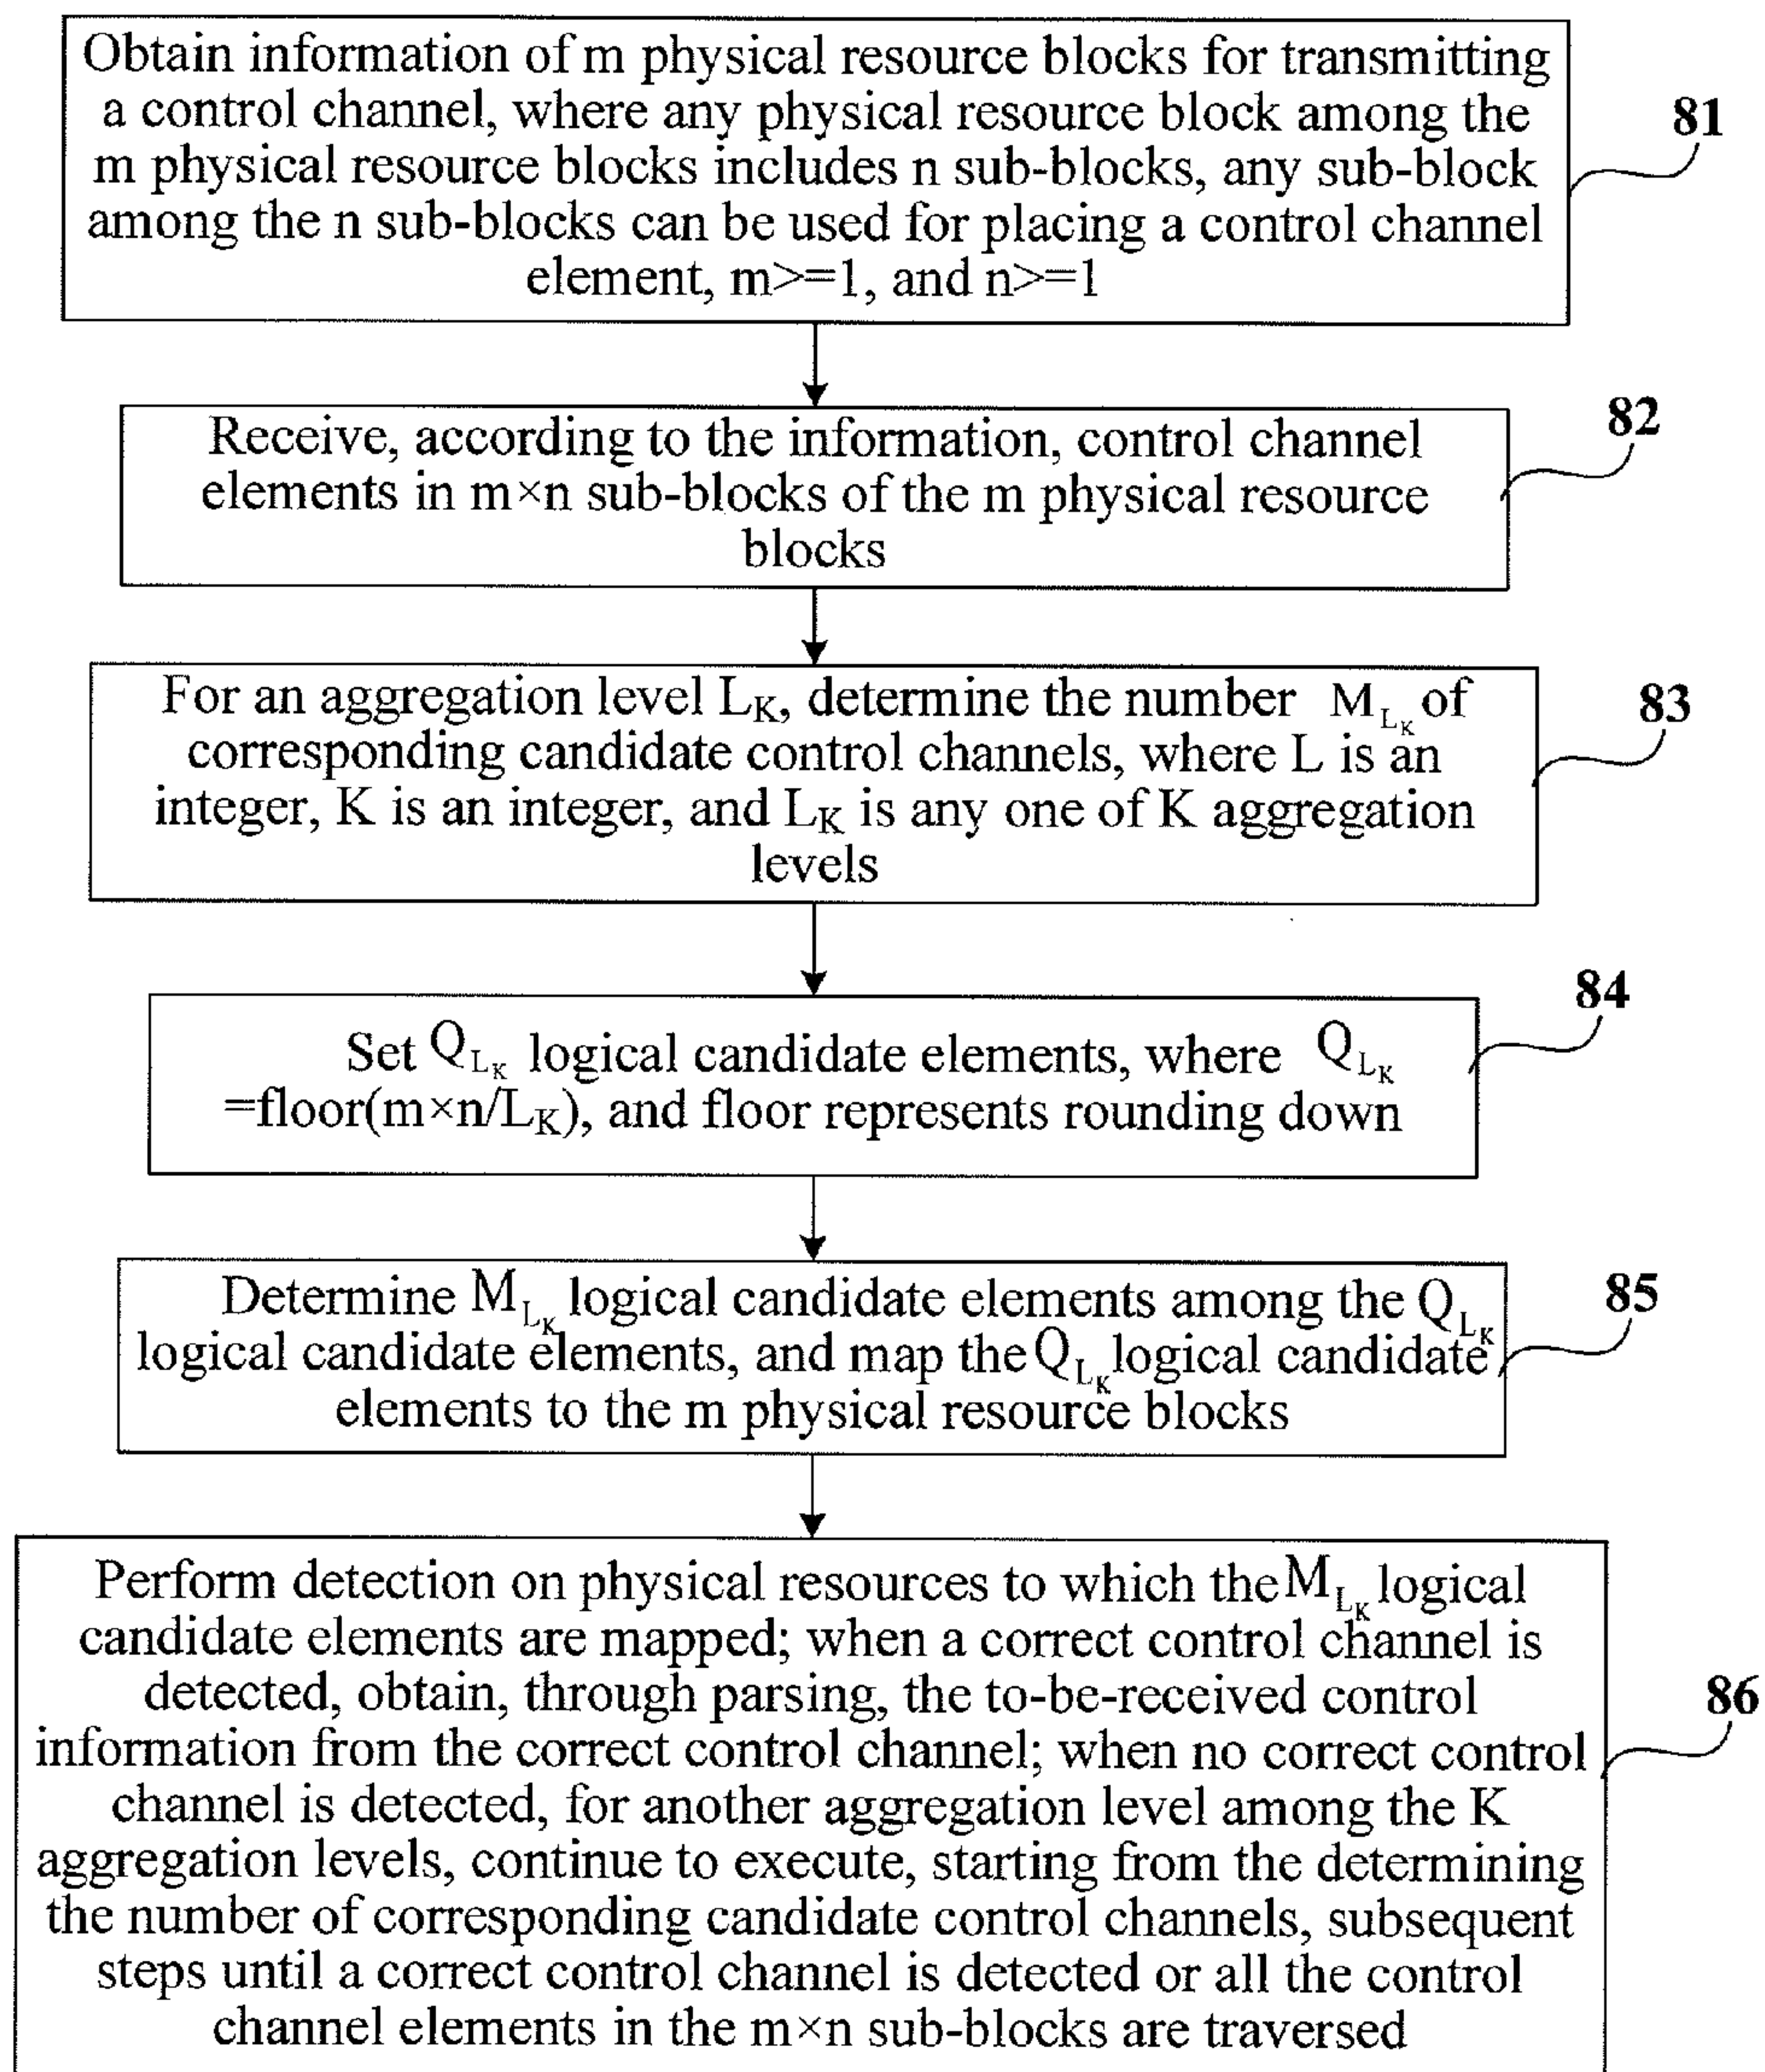 Obtain information of m physical resource blocks for transmitting
a control channel, where any physical resource block among the
m physical resource blocks includes n sub-blocks, any sub-block
among the n sub-blocks can be used for placing a control channel
element, m>=1, and n>=1
81
Receive, according to the information, control channel
elements in m×n sub-blocks of the m physical resource
blocks
82
For an aggregation level L_K, determine the number M_{L_K} of
corresponding candidate control channels, where L is an
integer, K is an integer, and L_K is any one of K aggregation
levels
83
Set Q_{L_K} logical candidate elements, where Q_{L_K}
=floor(m×n/L_K), and floor represents rounding down
84
Determine M_{L_K} logical candidate elements among the Q_{L_K}
logical candidate elements, and map the Q_{L_K} logical candidate
elements to the m physical resource blocks
85
Perform detection on physical resources to which the M_{L_K} logical
candidate elements are mapped; when a correct control channel is
detected, obtain, through parsing, the to-be-received control
information from the correct control channel; when no correct control
channel is detected, for another aggregation level among the K
aggregation levels, continue to execute, starting from the determining
the number of corresponding candidate control channels, subsequent
steps until a correct control channel is detected or all the control
channel elements in the m×n sub-blocks are traversed
86